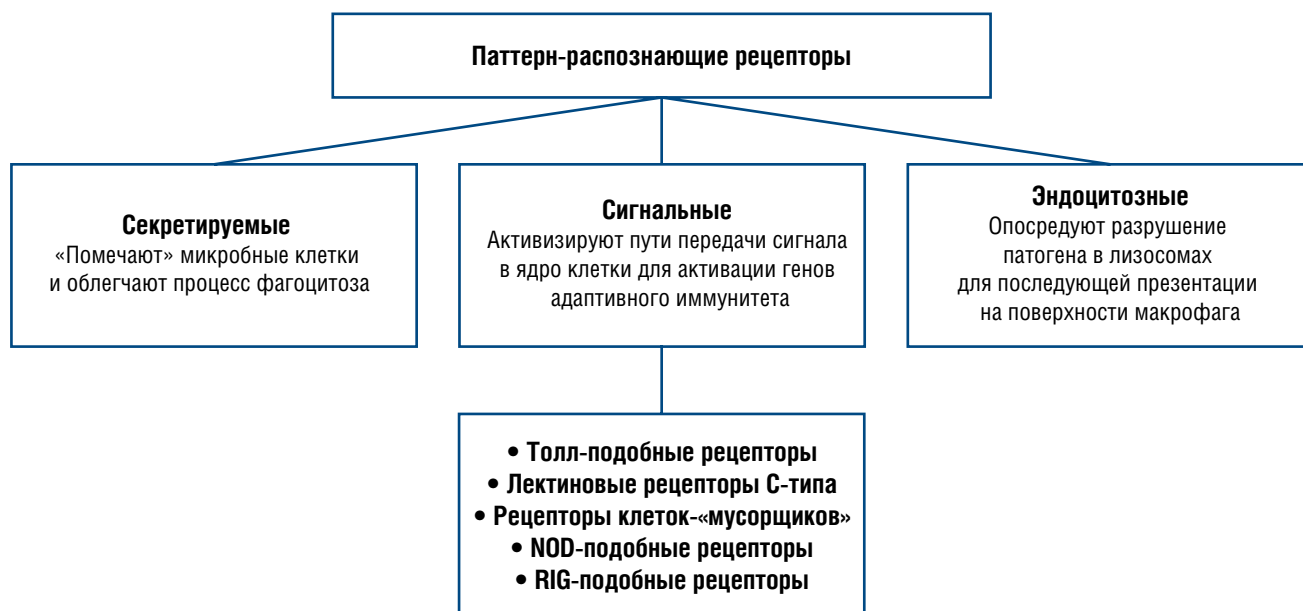 Паттерн-распознающие рецепторы
Секретируемые
«Помечают» микробные клетки
и облегчают процесс фагоцитоза
Сигнальные
Активизируют пути передачи сигнала
в ядро клетки для активации генов
адаптивного иммунитета
Эндоцитозные
Опосредуют разрушение
патогена в лизосомах
для последующей презентации
на поверхности макрофага
• Толл-подобные рецепторы
• Лектиновые рецепторы С-типа
• Рецепторы клеток-«мусорщиков»
• NOD-подобные рецепторы
• RIG-подобные рецепторы